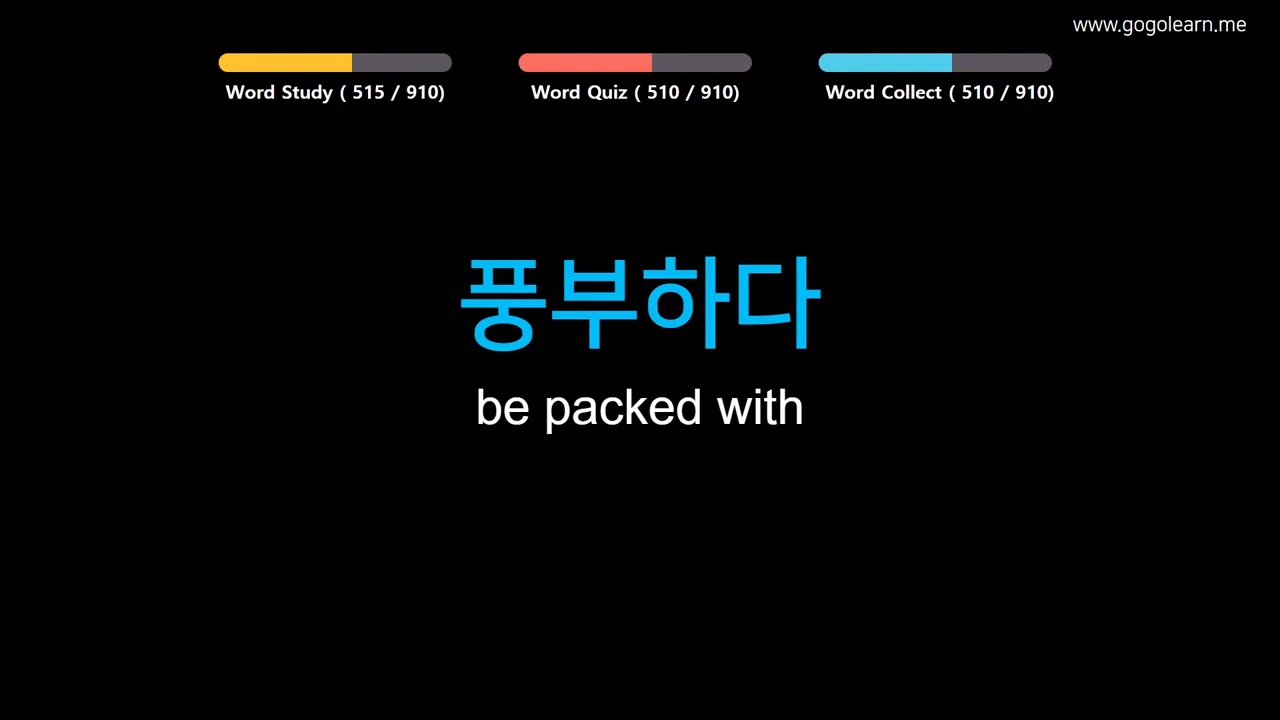 www.gogolearn.me
Word Study ( 515 / 910)
Word Quiz ( 510 / 910)
Word Collect ( 510 / 910)
풍부하다
be packed with